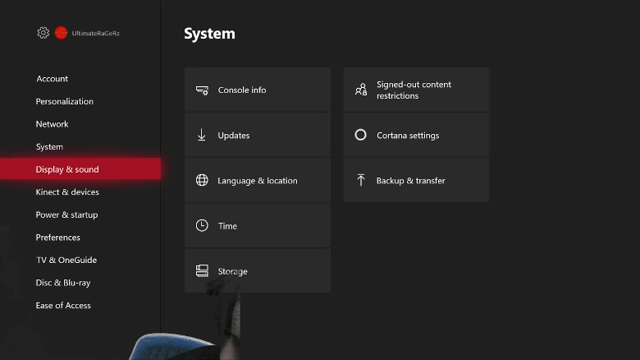 UltimateRaGeRz
System
Account
Personalization
Network
System
Display & sound
Kinect & devices
Power & startup
Preferences
TV & OneGuide
Disc & Blu-ray
Ease of Access
Console info
Updates
Language & location
Time
Storage
Signed-out content
restrictions
Cortana settings
Backup & transfer